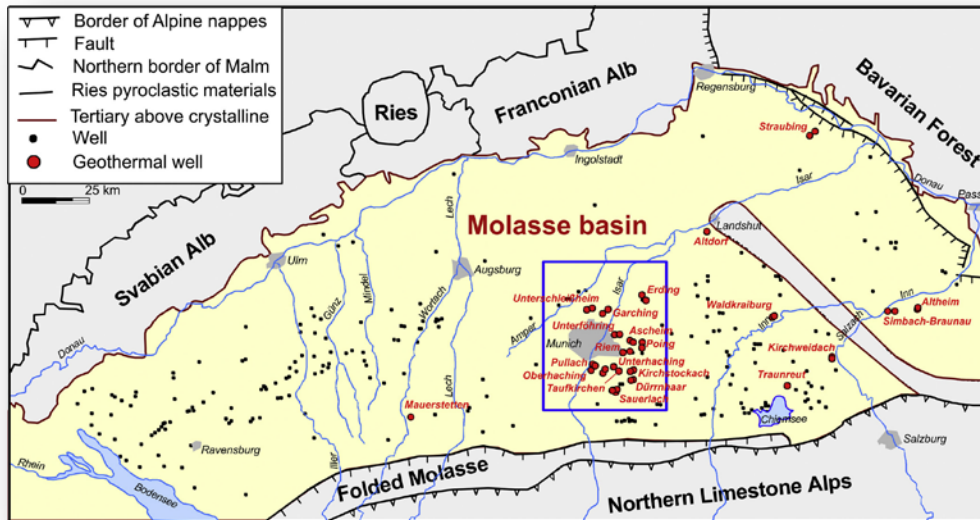 Border of Alpine nappes
Fault
Northern border of Malm
Ries pyroclastic materials
Tertiary above crystalline
Well
Geothermal well
0 25 km
Ries
Franconian Alb
Svabian Alb
Bavarian Forest
Regensburg
Straubing
Ingolstadt
Donau
Isar
Lech
Molasse basin
Landshut
Altdorf
Ulm
Augsburg
Günz
Mindel
Wortach
Isar
Erding
Unterschleißheim
Garching
Amper
Unterföhring
Ascheim
Munich
Riem
Poing
Pullach
Unterhaching
Oberhaching
Kirchstockach
Taufkirchen
Dürrnhaar
Sauerlach
Waldkraiburg
Inn
Inn
Altheim
Simbach-Braunau
Salzach
Kirchweidach
Traunreut
Chiemsee
Salzburg
Donau
Lech
Mauerstetten
Ravensburg
Iller
Rhein
Bodensee
Folded Molasse
Northern Limestone Alps